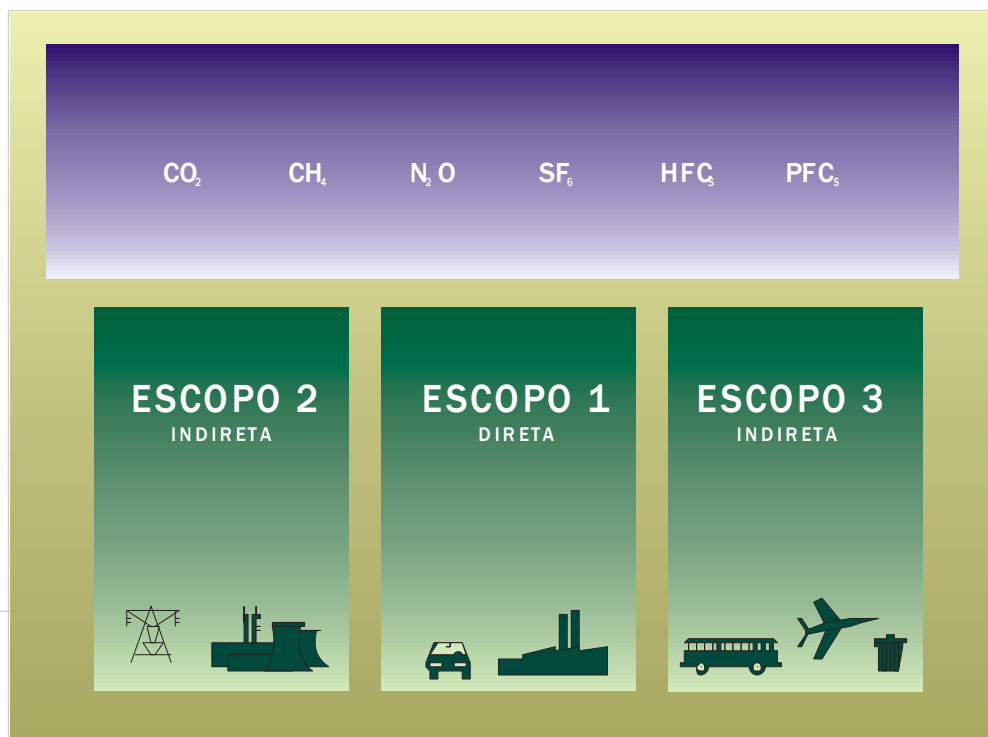 CO₂ CH₄ N₂O SF₆ HFCs PFCs
ESCOPO 2
INDIRETA
ESCOPO 1
DIRETA
ESCOPO 3
INDIRETA